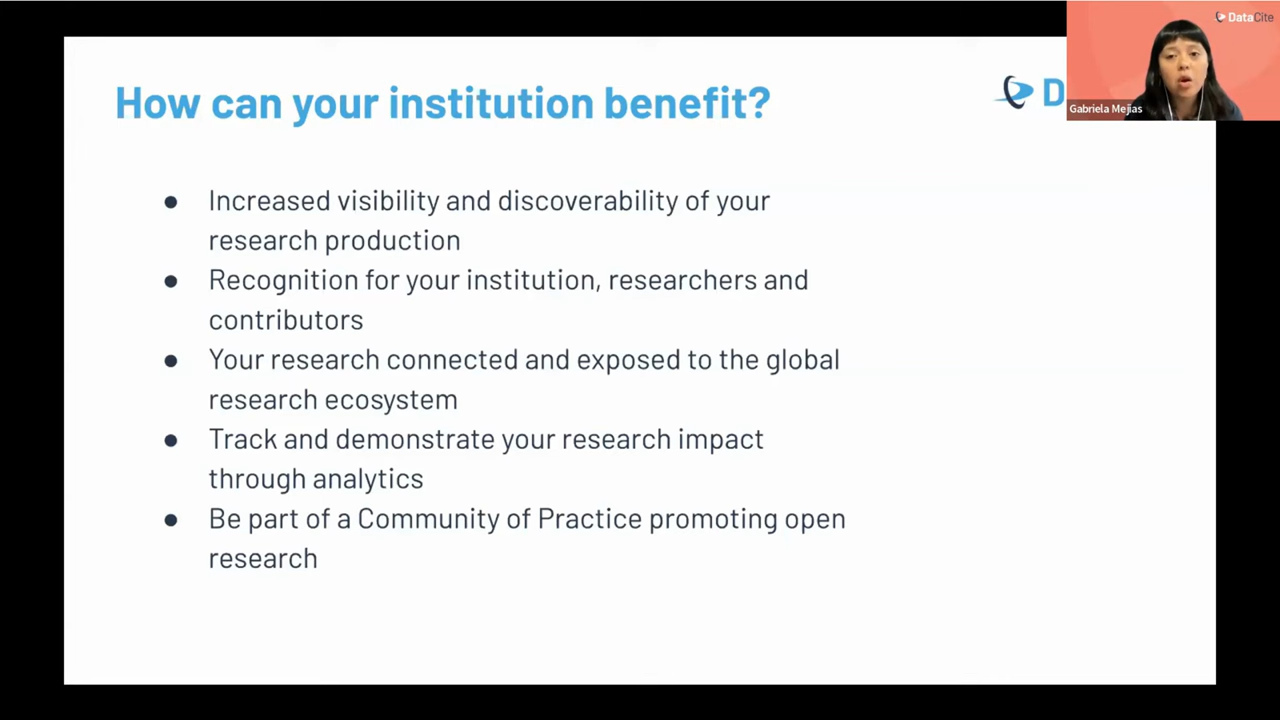 How can your institution benefit?
D
DataCite
Gabriela Mejías
● Increased visibility and discoverability of your
research production
● Recognition for your institution, researchers and
contributors
● Your research connected and exposed to the global
research ecosystem
● Track and demonstrate your research impact
through analytics
● Be part of a Community of Practice promoting open
research